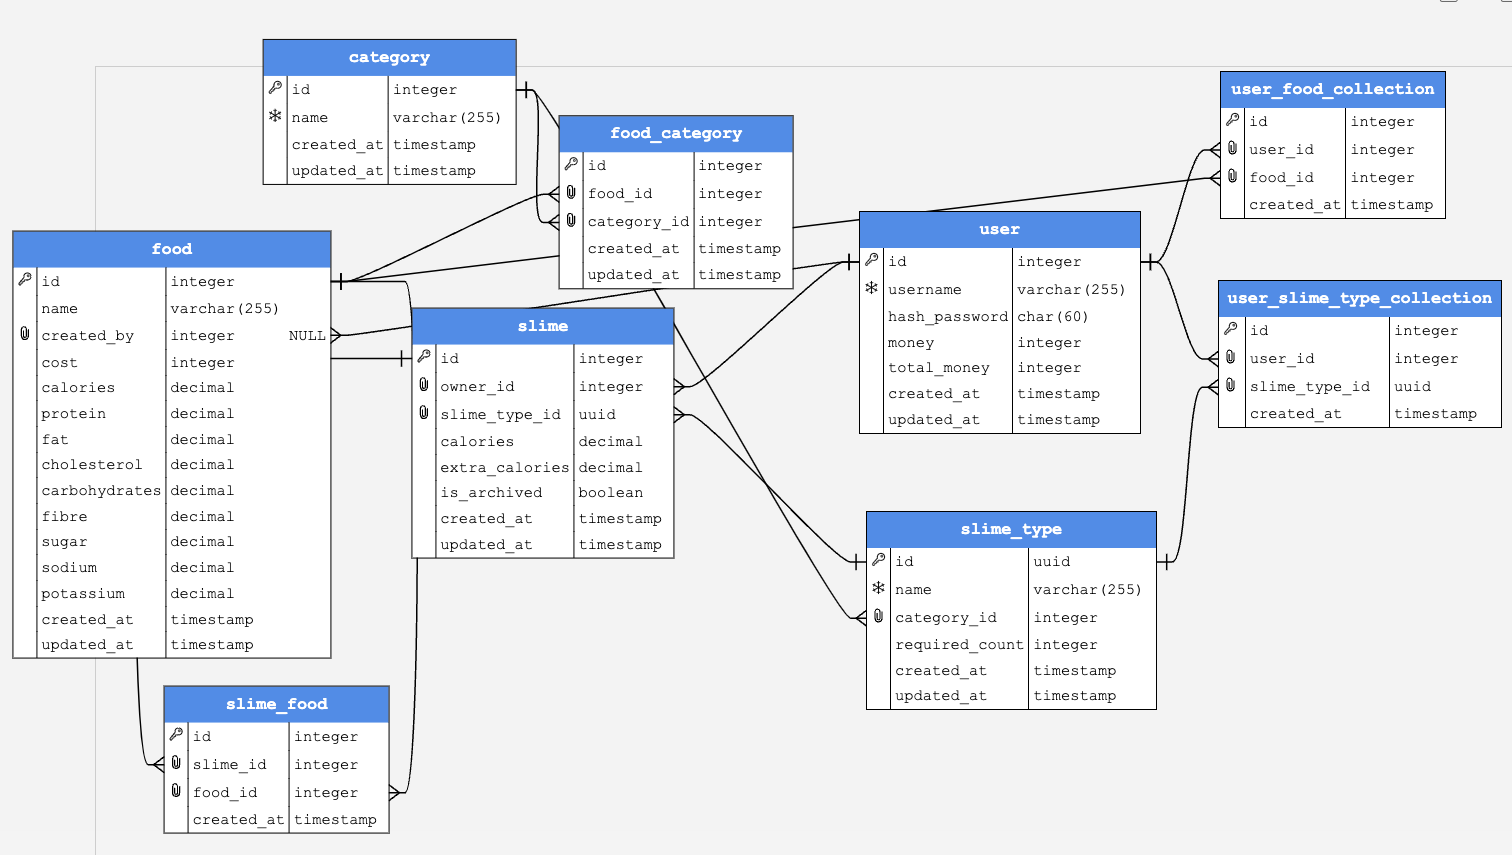 category
id integer
name varchar(255)
created_at timestamp
updated_at timestamp
food_category
id integer
food_id integer
category_id integer
created_at timestamp
updated_at timestamp
user_food_collection
id integer
user_id integer
food_id integer
created_at timestamp
food
id integer
name varchar(255)
created_by integer NULL
cost integer
calories decimal
protein decimal
fat decimal
cholesterol decimal
carbohydrates decimal
fibre decimal
sugar decimal
sodium decimal
potassium decimal
created_at timestamp
updated_at timestamp
user
id integer
username varchar(255)
hash_password char(60)
money integer
total_money integer
created_at timestamp
updated_at timestamp
user_slime_type_collection
id integer
user_id integer
slime_type_id uuid
created_at timestamp
slime
id integer
owner_id integer
slime_type_id uuid
calories decimal
extra_calories decimal
is_archived boolean
created_at timestamp
updated_at timestamp
slime_type
id uuid
name varchar(255)
category_id integer
required_count integer
created_at timestamp
updated_at timestamp
slime_food
id integer
slime_id integer
food_id integer
created_at timestamp